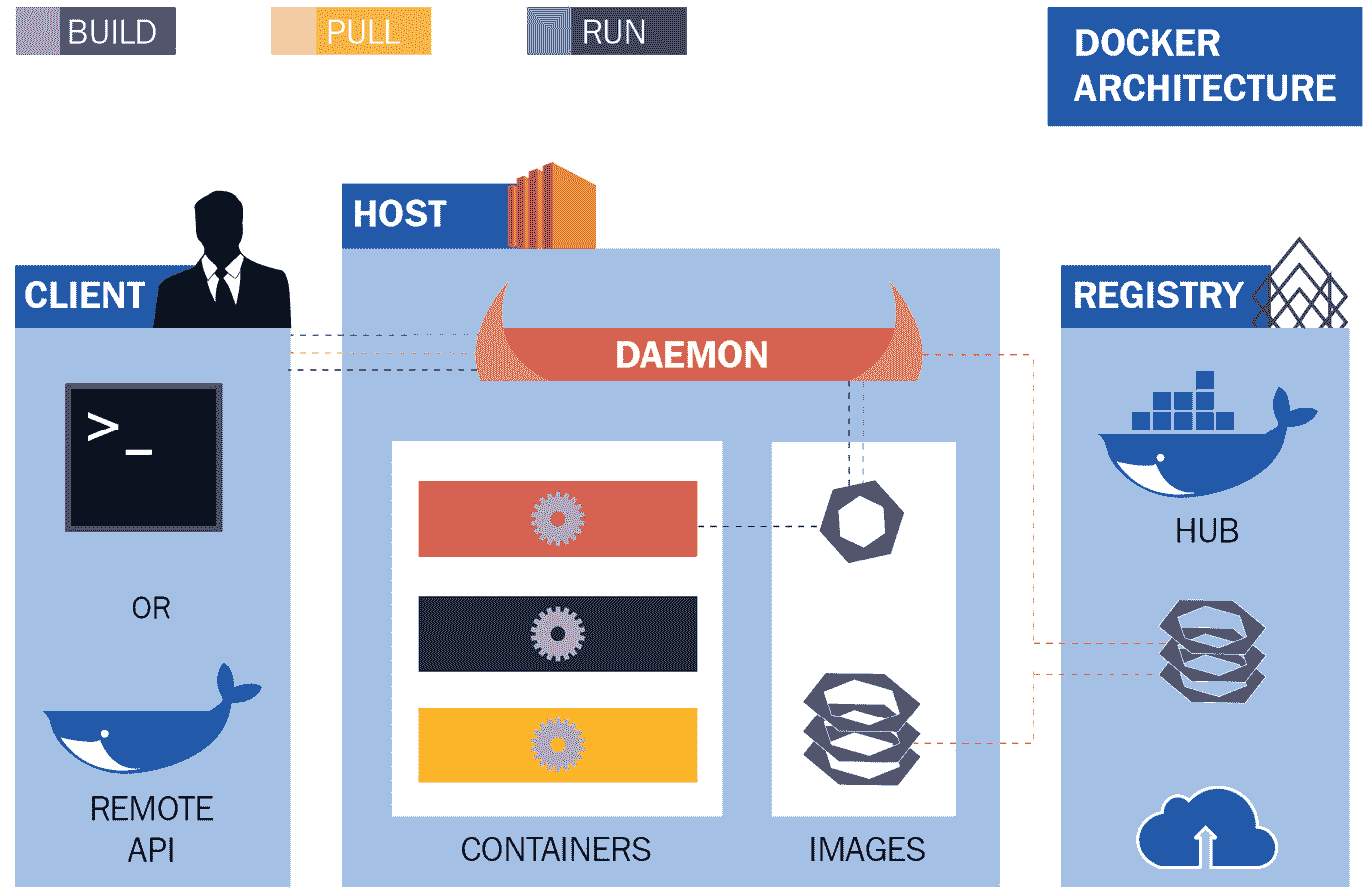 BUILD
PULL
RUN
DOCKER
ARCHITECTURE
HOST
CLIENT
REGISTRY
DAEMON
>_
HUB
OR
REMOTE
API
CONTAINERS
IMAGES